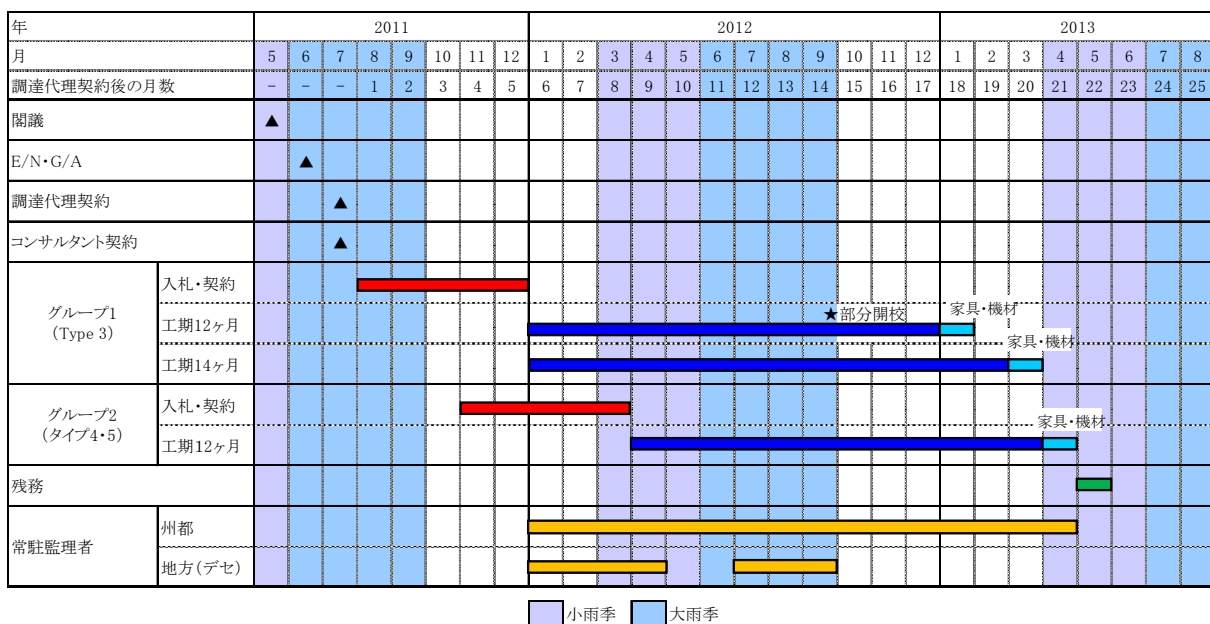 年 2011 2012 2013
月 5 6 7 8 9 10 11 12 1 2 3 4 5 6 7 8 9 10 11 12 1 2 3 4 5 6 7 8
調達代理契約後の月数 - - - 1 2 3 4 5 6 7 8 9 10 11 12 13 14 15 16 17 18 19 20 21 22 23 24 25
閣議 ▲
E/N・G/A ▲
調達代理契約 ▲
コンサルタント契約 ▲
グループ1
(Type 3)
入札・契約
工期12ヶ月 ★部分開校 家具・機材
工期14ヶ月 家具・機材
グループ2
(タイプ4・5)
入札・契約
工期12ヶ月 家具・機材
残務
常駐監理者
州都
地方(デセ)
小雨季 大雨季